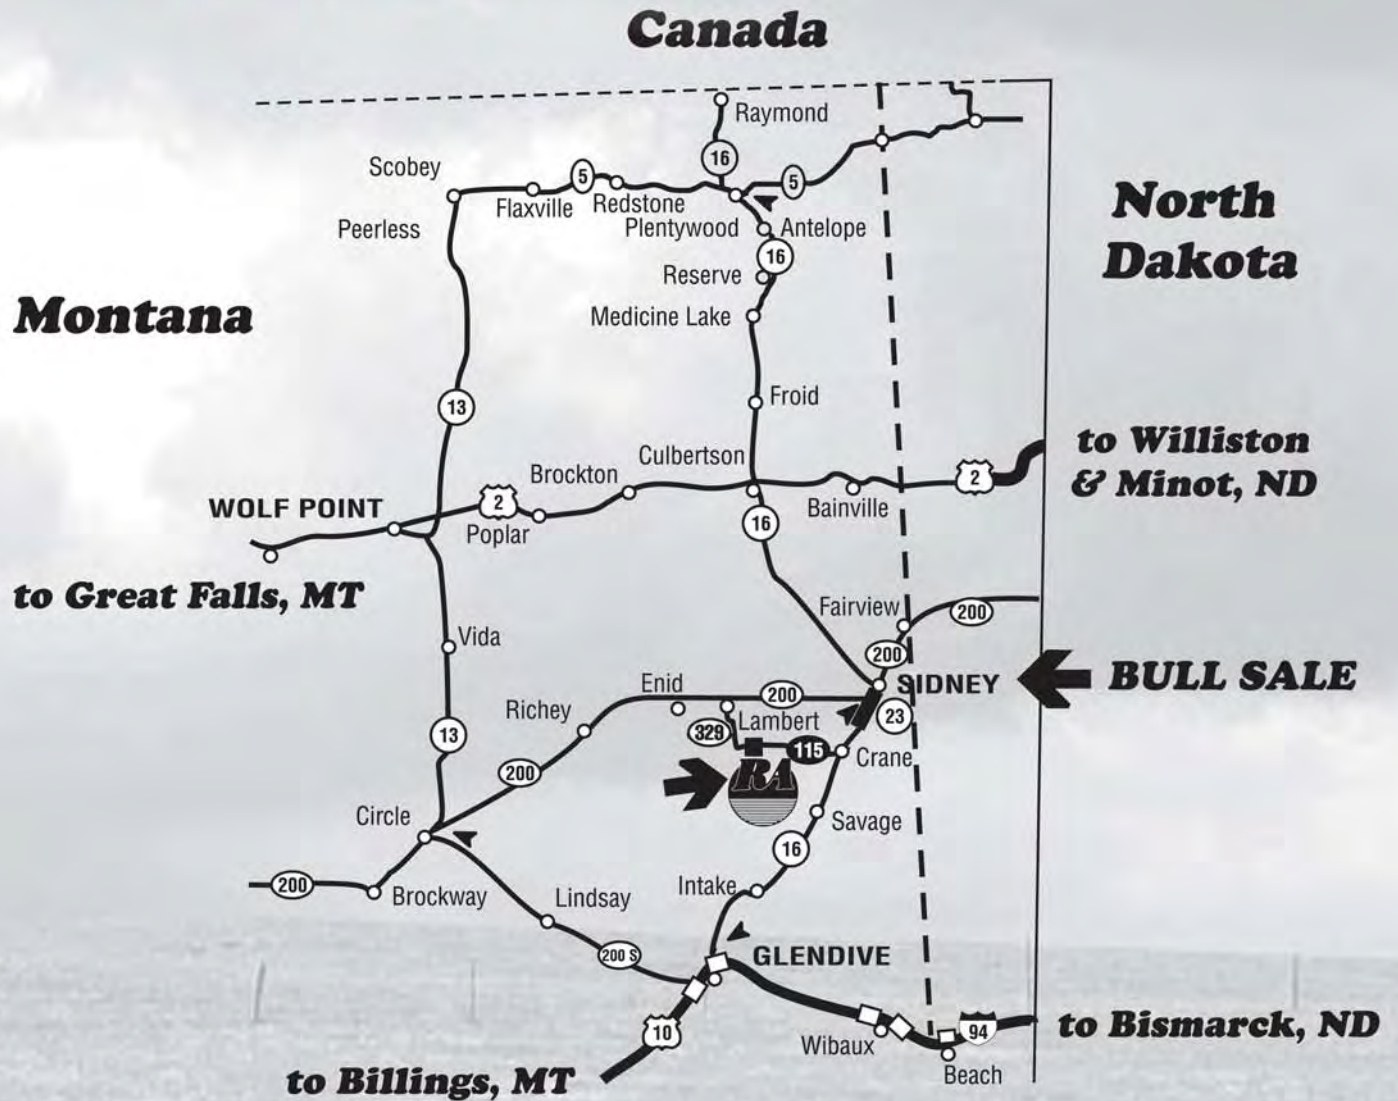 Canada
Raymond
16
Scobey
5
5
Flaxville
Redstone
North
Dakota
Peerless
Plentywood
Antelope
16
Reserve
Montana
Medicine Lake
Froid
13
to Williston
& Minot, ND
Culbertson
Brockton
2
2
WOLF POINT
Bainville
Poplar
16
to Great Falls, MT
Fairview
200
Vida
200
SIDNEY
BULL SALE
Enid
200
Richey
Lambert
23
329
13
115
Crane
200
RA
Circle
Savage
16
200
Brockway
Lindsay
Intake
200 S
GLENDIVE
10
94
to Bismarck, ND
Wibaux
Beach
to Billings, MT